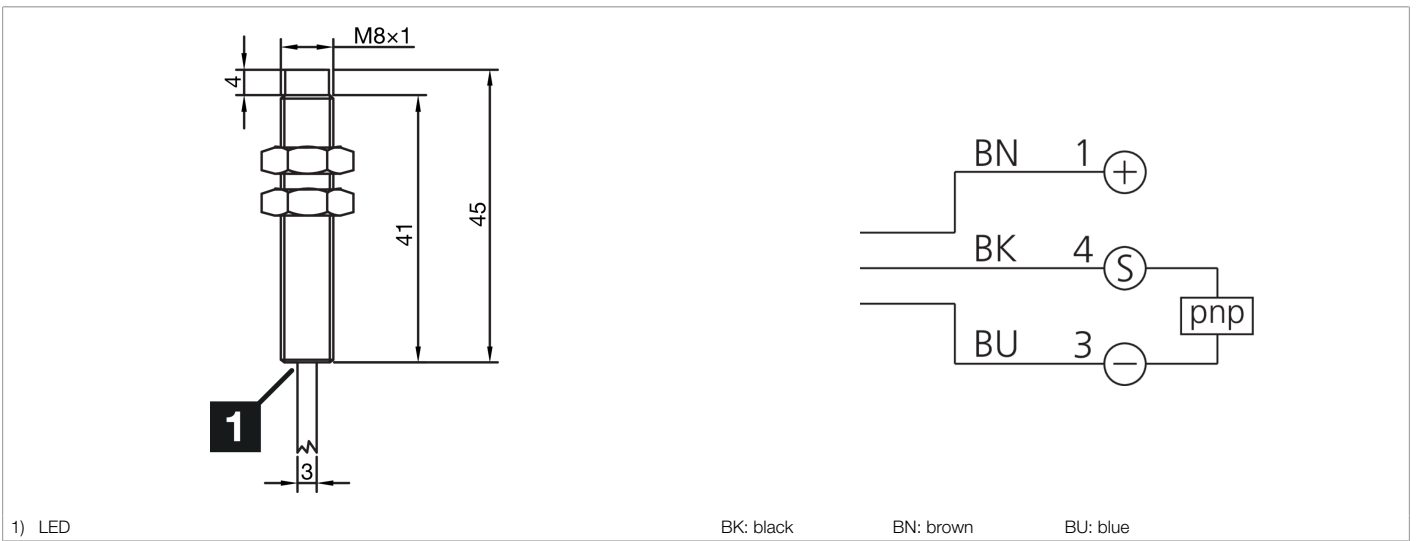 M8×1
4
41
45
1
3
BN 1 +
BK 4 S
pnp
BU 3 −
1) LED
BK: black BN: brown BU: blue